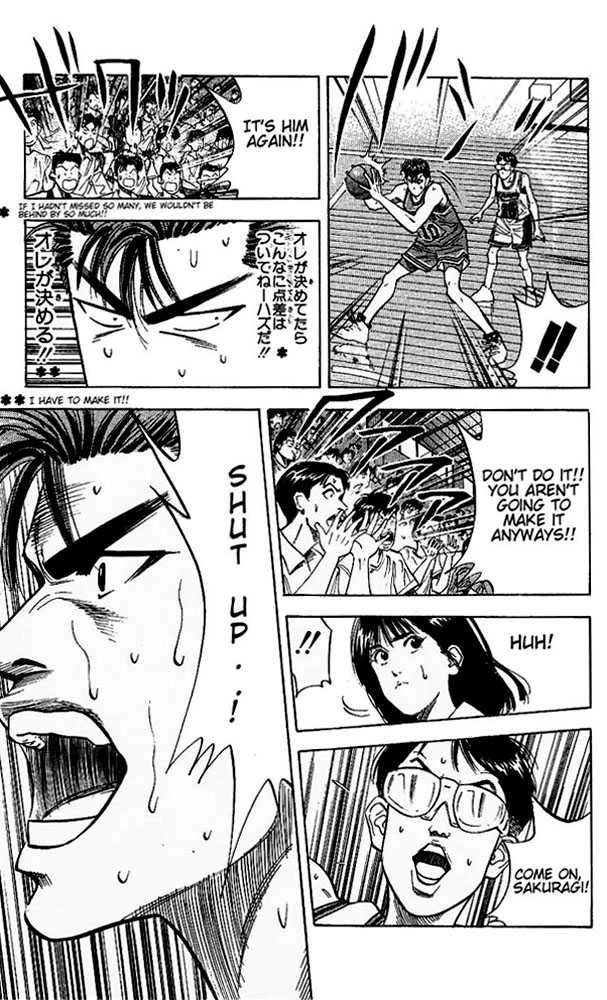 10
!!
IT'S HIM
AGAIN!!
* IF I HADN'T MISSED SO MANY, WE WOULDN'T BE
BEHIND BY SO MUCH!!
オレが決めてたら
こんなに点差は
ついてねーハズだ!! *
オレが決める!! **
** I HAVE TO MAKE IT!!
DON'T DO IT!!
YOU AREN'T
GOING TO
MAKE IT
ANYWAYS!!
HUH!
!!
COME ON,
SAKURAGI!
SHUT UP..!